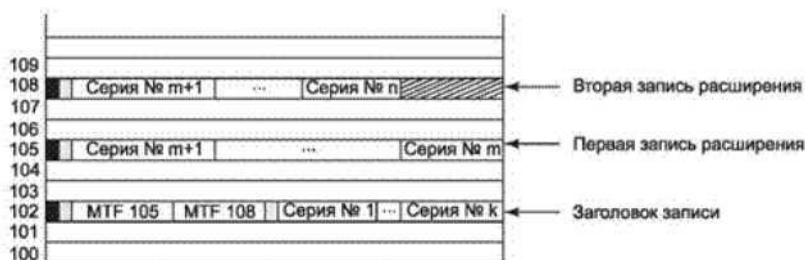 109
108 Серия № m+1 ... Серия № n Вторая запись расширения
107
106
105 Серия № m+1 ... Серия № m Первая запись расширения
104
103
102 MTF 105 MTF 108 Серия № 1 ... Серия № k Заголовок записи
101
100